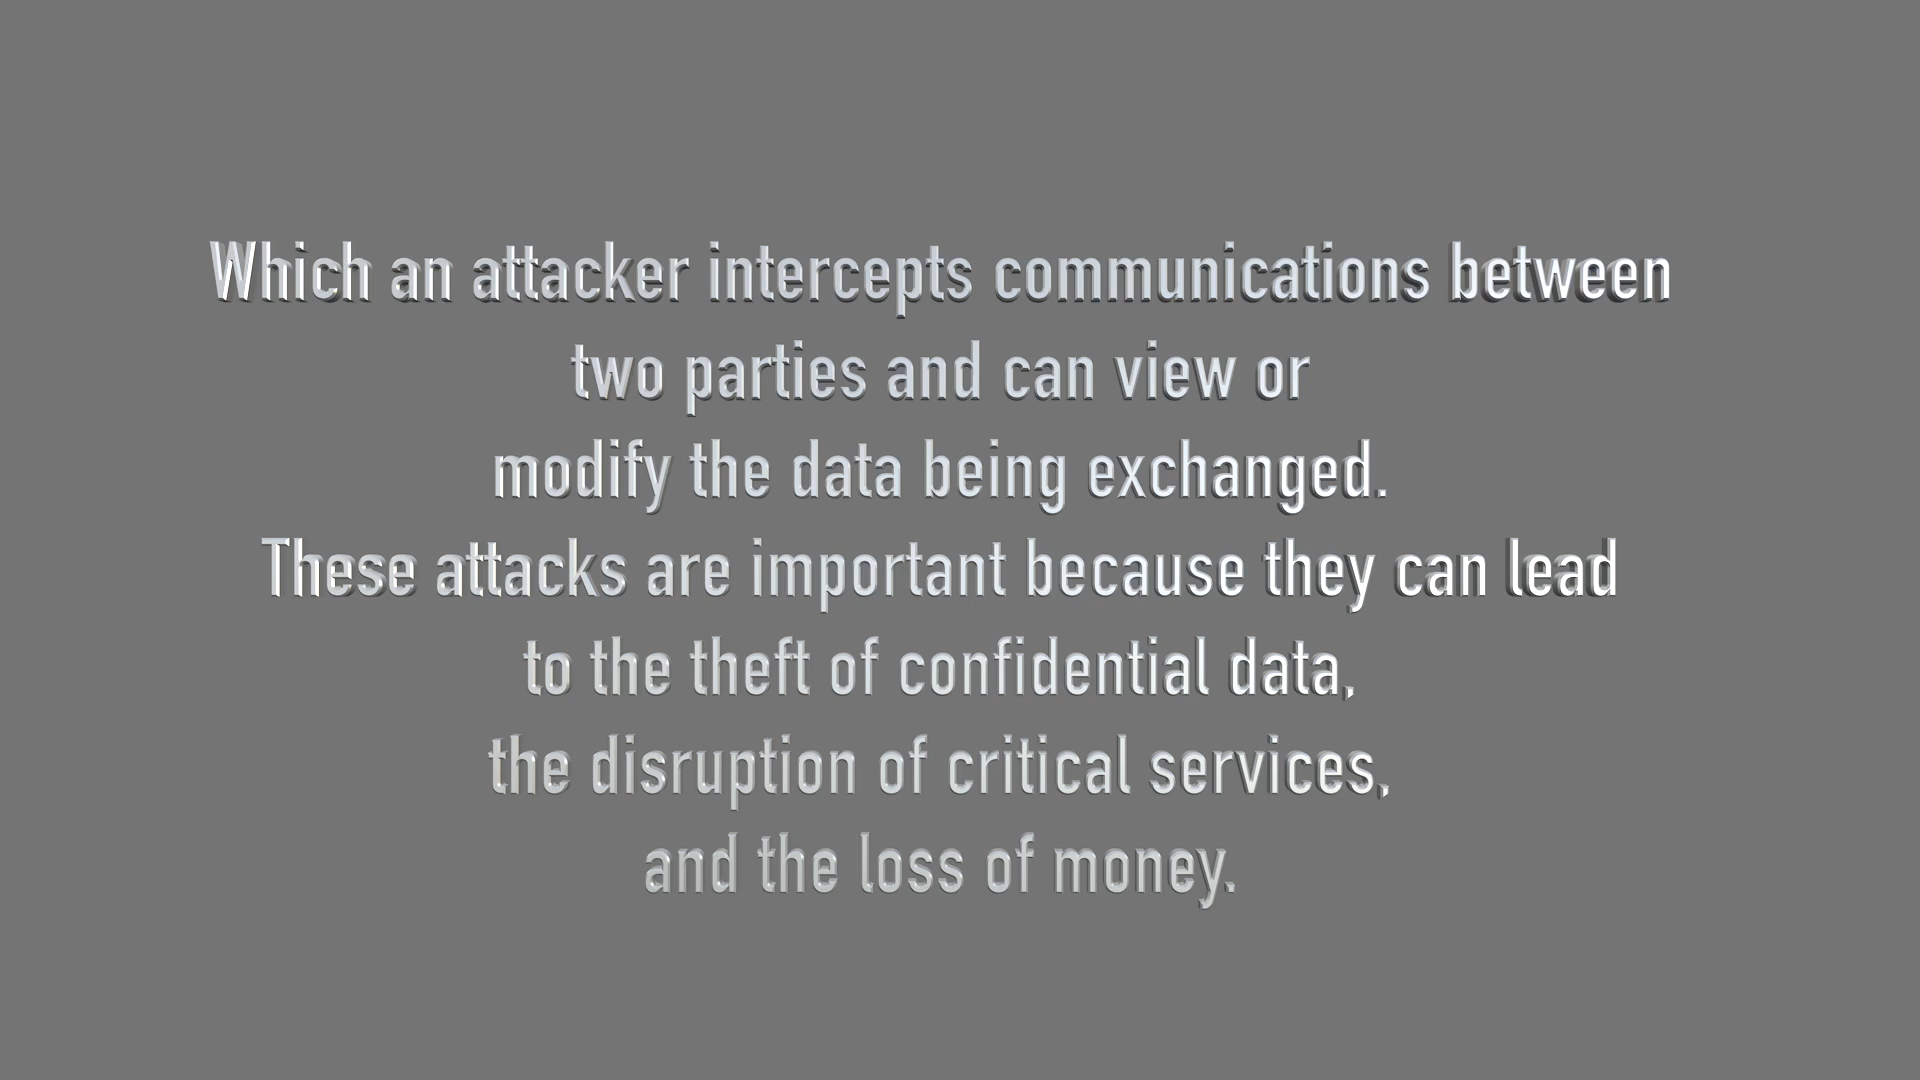 Which an attacker intercepts communications between
two parties and can view or
modify the data being exchanged.
These attacks are important because they can lead
to the theft of confidential data,
the disruption of critical services,
and the loss of money.